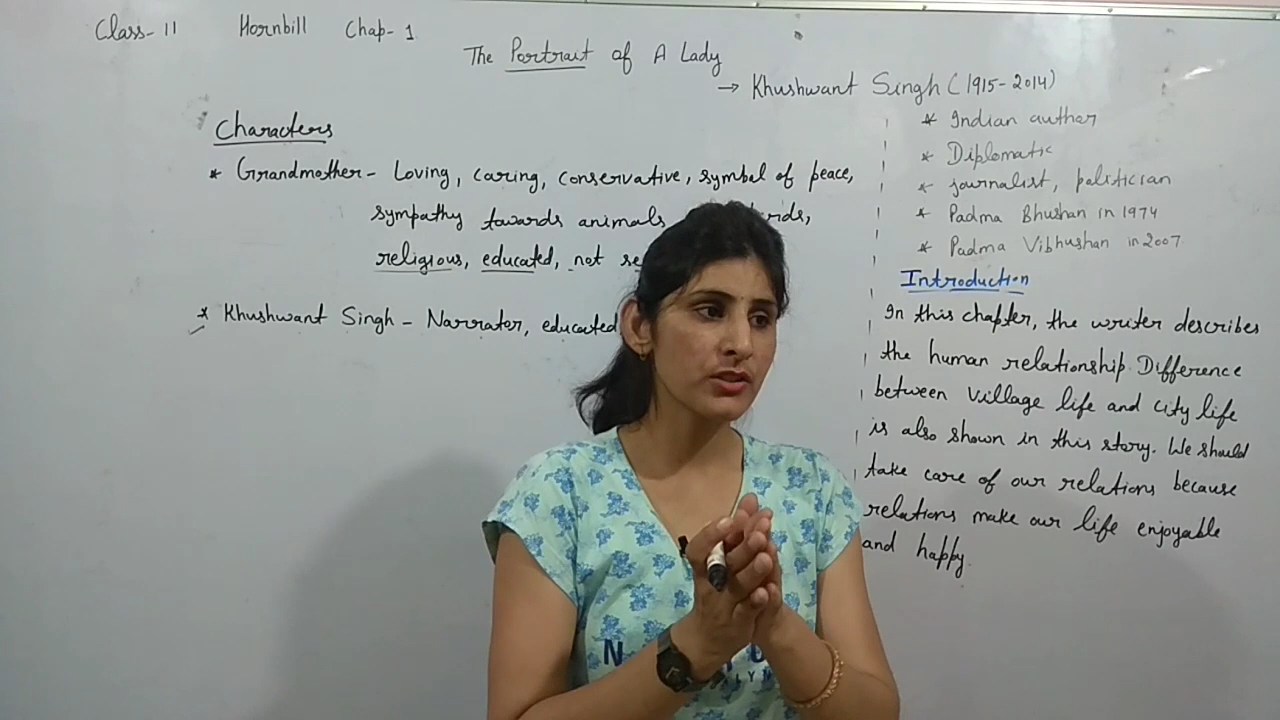 Class-11 Hornbill Chap-1
The Portrait of A Lady
→ Khushwant Singh (1915-2014)
* Indian author
* Diplomatic
* journalist, politician
* Padma Bhushan in 1974
* Padma Vibhushan in 2007
Characters
* Grandmother - Loving, caring, conservative, symbol of peace,
sympathy towards animals
religious, educated, not
* Khushwant Singh - Narrator, educated
Introduction
In this chapter, the writer describes
the human relationship. Difference
between village life and city life
is also shown in this story. We should
take care of our relations because
relations make our life enjoyable
and happy.